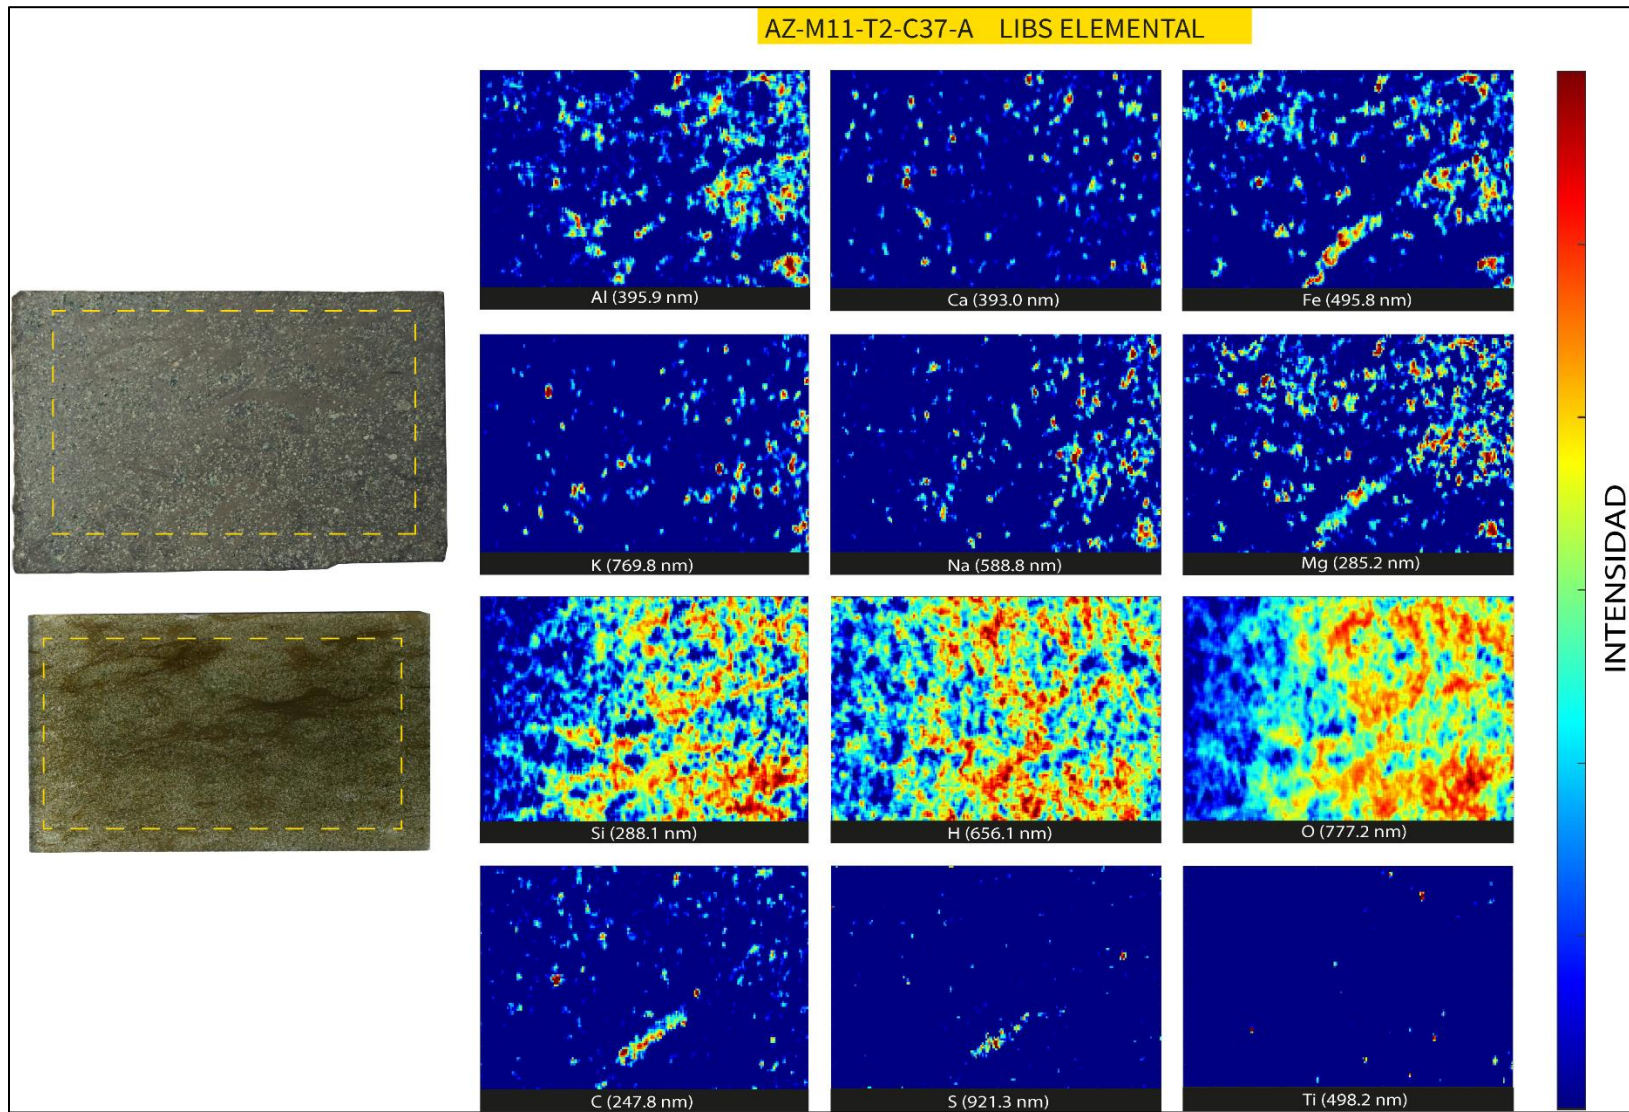 AZ-M11-T2-C37-A LIBS ELEMENTAL
Al (395.9 nm)
Ca (393.0 nm)
Fe (495.8 nm)
K (769.8 nm)
Na (588.8 nm)
Mg (285.2 nm)
Si (288.1 nm)
H (656.1 nm)
O (777.2 nm)
C (247.8 nm)
S (921.3 nm)
Ti (498.2 nm)
INTENSIDAD